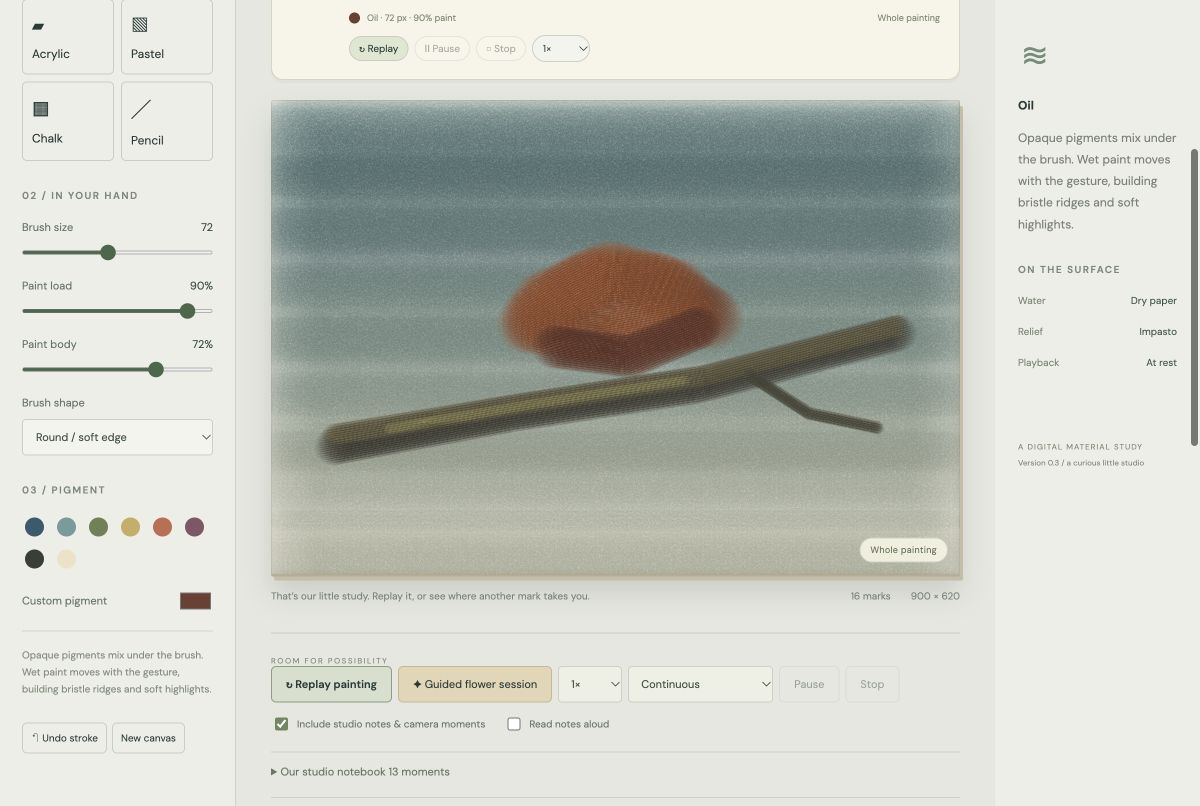 Acrylic
Pastel
Chalk
Pencil
02 / IN YOUR HAND
Brush size 72
Paint load 90%
Paint body 72%
Brush shape
Round / soft edge
03 / PIGMENT
Custom pigment
Opaque pigments mix under the brush.
Wet paint moves with the gesture,
building bristle ridges and soft highlights.
Undo stroke
New canvas
Oil · 72 px · 90% paint
Whole painting
↻ Replay
II Pause
Stop
1×
Whole painting
That's our little study. Replay it, or see where another mark takes you.
16 marks
900 × 620
ROOM FOR POSSIBILITY
↻ Replay painting
✦ Guided flower session
1×
Continuous
Pause
Stop
Include studio notes & camera moments
Read notes aloud
Our studio notebook 13 moments
Oil
Opaque pigments mix under
the brush. Wet paint moves
with the gesture, building
bristle ridges and soft
highlights.
ON THE SURFACE
Water Dry paper
Relief Impasto
Playback At rest
A DIGITAL MATERIAL STUDY
Version 0.3 / a curious little studio